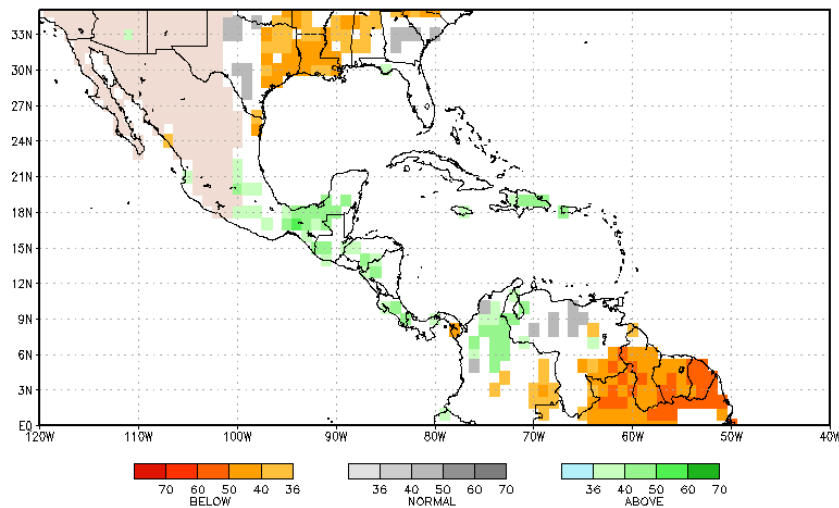 33N
30N
27N
24N
21N
18N
15N
12N
9N
6N
3N
EQ
120W 110W 100W 90W 80W 70W 60W 50W 40W
70 60 50 40 36 36 40 50 60 70 36 40 50 60 70
BELOW NORMAL ABOVE